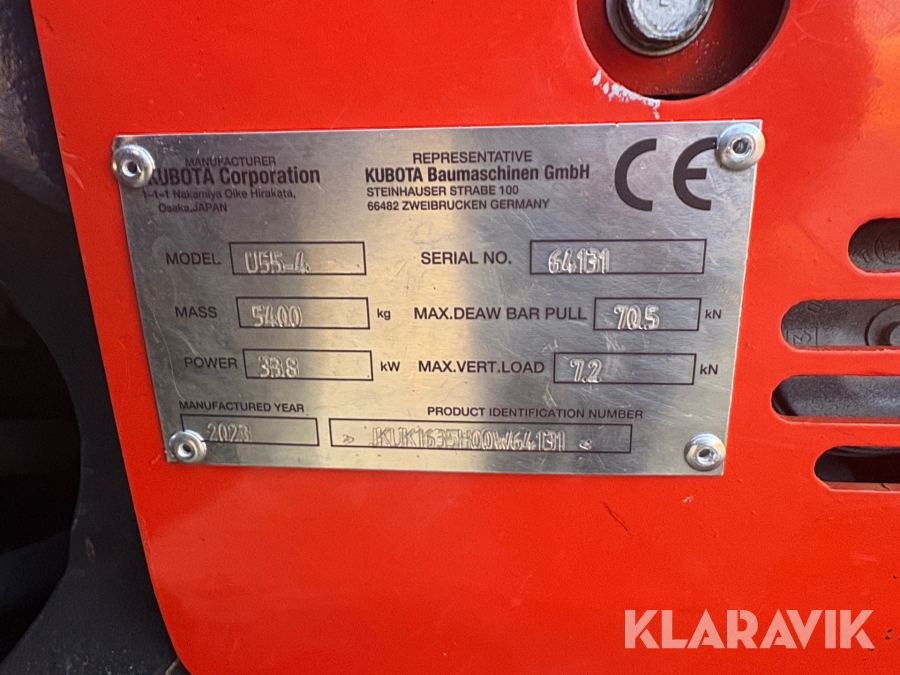 MANUFACTURER
KUBOTA Corporation
1-1-1 Nakamiya Oike Hirakata,
Osaka,JAPAN
REPRESENTATIVE
KUBOTA Baumaschinen GmbH
STEINHAUSER STRABE 100
66482 ZWEIBRUCKEN GERMANY
CE
MODEL U55-4 SERIAL NO. 64131
MASS 5400 kg MAX.DEAW BAR PULL 70.5 kN
POWER 33.8 kW MAX.VERT.LOAD 7.2 kN
MANUFACTURED YEAR PRODUCT IDENTIFICATION NUMBER
2023 KUK1635H00W64131
KLARAVIK